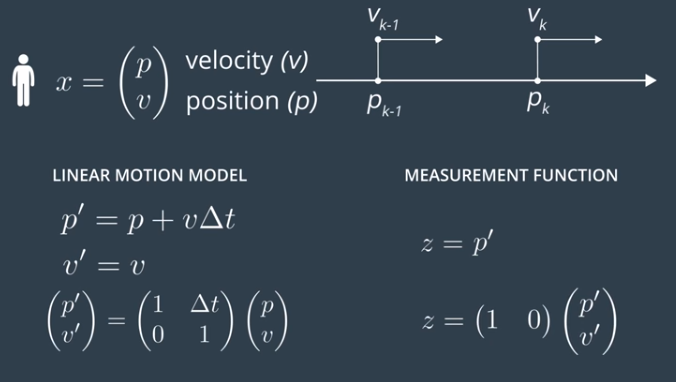 v_{k-1} v_k
x = \begin{pmatrix} p \\ v \end{pmatrix} velocity (v)
position (p)
p_{k-1} p_k
LINEAR MOTION MODEL
p' = p + vΔt
v' = v
\begin{pmatrix} p' \\ v' \end{pmatrix} = \begin{pmatrix} 1 & Δt \\ 0 & 1 \end{pmatrix} \begin{pmatrix} p \\ v \end{pmatrix}
MEASUREMENT FUNCTION
z = p'
z = \begin{pmatrix} 1 & 0 \end{pmatrix} \begin{pmatrix} p' \\ v' \end{pmatrix}